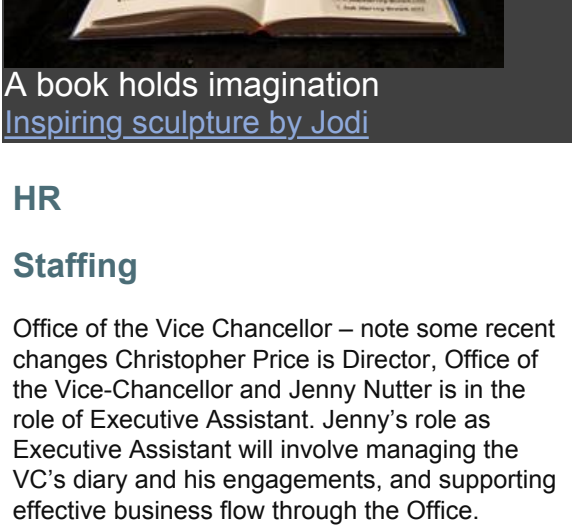 A book holds imagination
Inspiring sculpture by Jodi
HR
Staffing
Office of the Vice Chancellor – note some recent
changes Christopher Price is Director, Office of
the Vice-Chancellor and Jenny Nutter is in the
role of Executive Assistant. Jenny’s role as
Executive Assistant will involve managing the
VC’s diary and his engagements, and supporting
effective business flow through the Office.